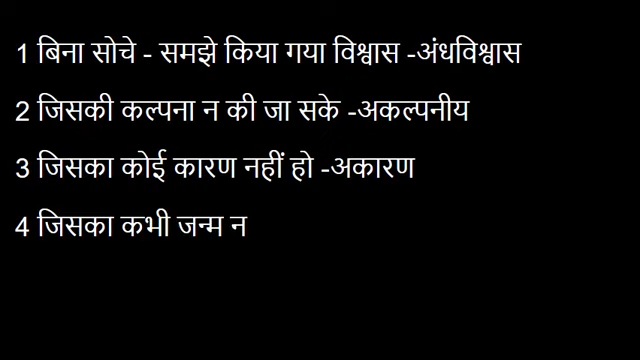 1 बिना सोचे - समझे किया गया विश्वास -अंधविश्वास
2 जिसकी कल्पना न की जा सके -अकल्पनीय
3 जिसका कोई कारण नहीं हो -अकारण
4 जिसका कभी जन्म न